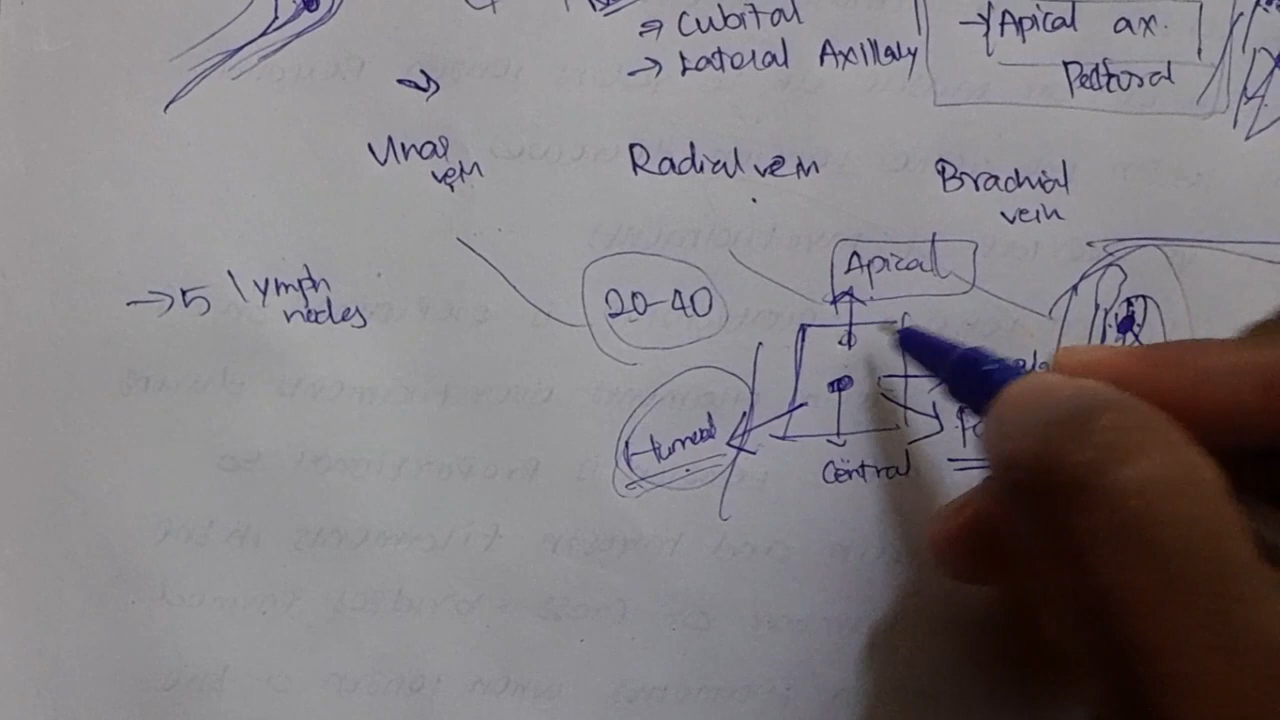 → Cubital
→ Lateral Axillary
Apical ax.
Pectoral
Ulnar vein
Radial vein
Brachial vein
→ 5 lymph nodes
20-40
Apical
Humeral
Central